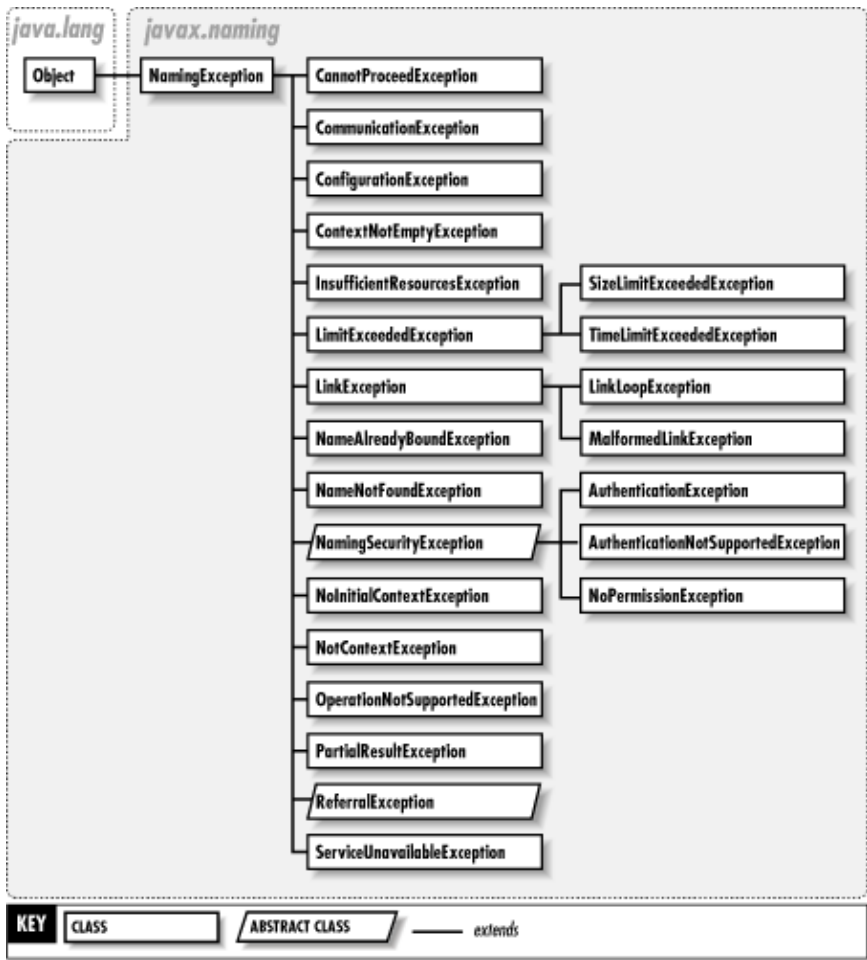 java.lang
javax.naming
Object
NamingException
CannotProceedException
CommunicationException
ConfigurationException
ContextNotEmptyException
InsufficientResourcesException
SizeLimitExceededException
LimitExceededException
TimeLimitExceededException
LinkException
LinkLoopException
NameAlreadyBoundException
MalformedLinkException
NameNotFoundException
AuthenticationException
NamingSecurityException
AuthenticationNotSupportedException
NoInitialContextException
NoPermissionException
NotContextException
OperationNotSupportedException
PartialResultException
ReferralException
ServiceUnavailableException
KEY
CLASS
ABSTRACT CLASS
extends